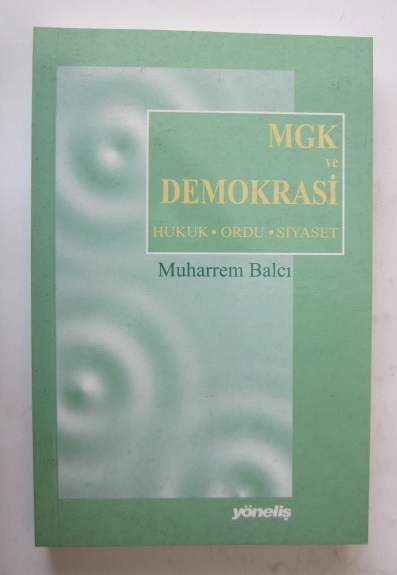 MGK
ve
DEMOKRASİ
HUKUK • ORDU • SİYASET
Muharrem Balcı
yöneliş